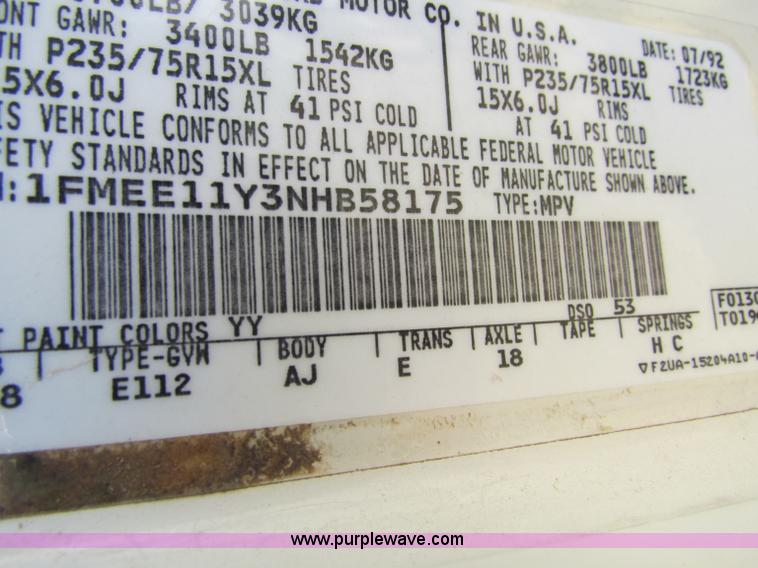 3039KG MOTOR CO. IN U.S.A.
GAWR: 3400LB 1542KG REAR GAWR: 3800LB DATE: 07/92
P235/75R15XL TIRES WITH P235/75R15XL 1723KG
15X6.0J RIMS AT 41 PSI COLD 15X6.0J RIMS TIRES
AT 41 PSI COLD
VEHICLE CONFORMS TO ALL APPLICABLE FEDERAL MOTOR VEHICLE
STANDARDS IN EFFECT ON THE DATE OF MANUFACTURE SHOWN ABOVE.
1FMEE11Y3NHB58175 TYPE:MPV
PAINT COLORS YY DSO 53
TYPE-GVW BODY TRANS AXLE TAPE SPRINGS
8 E112 AJ E 18 H C
F2UA-15204A10-
www.purplewave.com